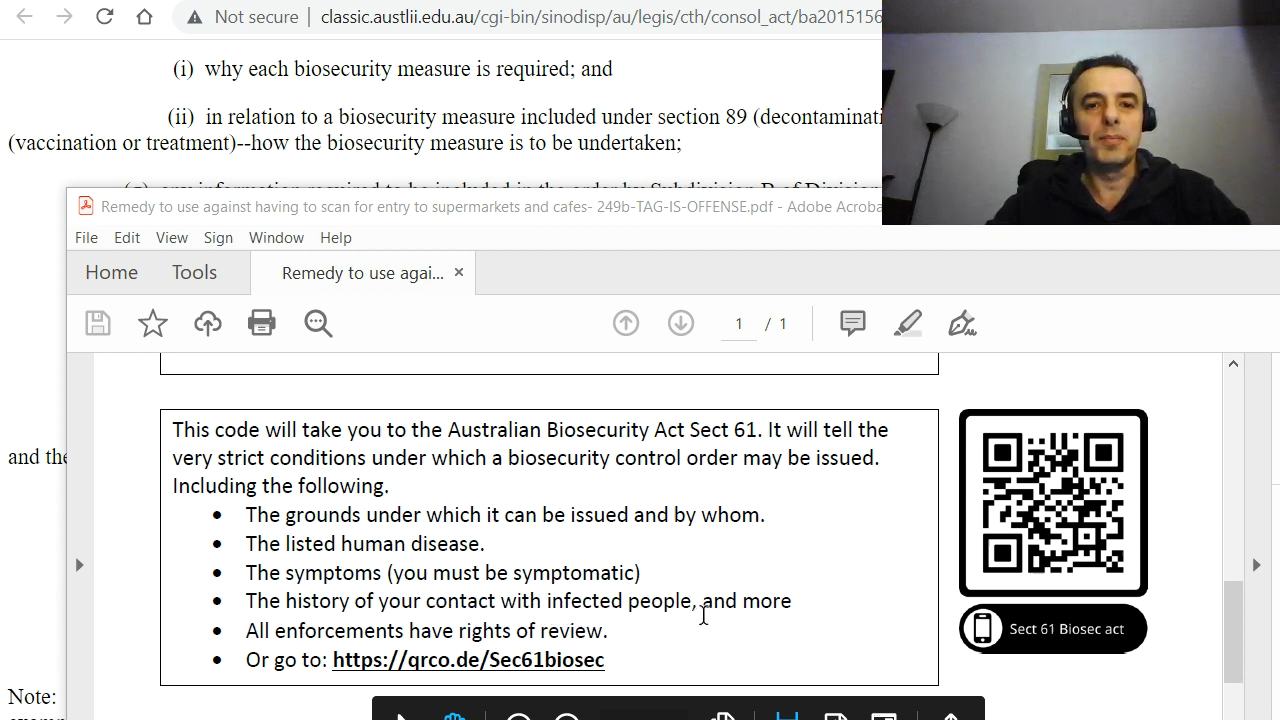 Not secure | classic.austlii.edu.au/cgi-bin/sinodisp/au/legis/cth/consol_act/ba2015156
(i) why each biosecurity measure is required; and
(ii) in relation to a biosecurity measure included under section 89
(vaccination or treatment)--how the biosecurity measure is to be undertaken;
Remedy to use against having to scan for entry to supermarkets and cafes- 249b-TAG-IS-OFFENSE.pdf - Adobe
File Edit View Sign Window Help
Home Tools Remedy to use agai... ×
1 / 1
This code will take you to the Australian Biosecurity Act Sect 61. It will tell the
very strict conditions under which a biosecurity control order may be issued.
Including the following.
• The grounds under which it can be issued and by whom.
• The listed human disease.
• The symptoms (you must be symptomatic)
• The history of your contact with infected people, and more
• All enforcements have rights of review.
• Or go to: https://qrco.de/Sec61biosec
Sect 61 Biosec act
and the
Note: